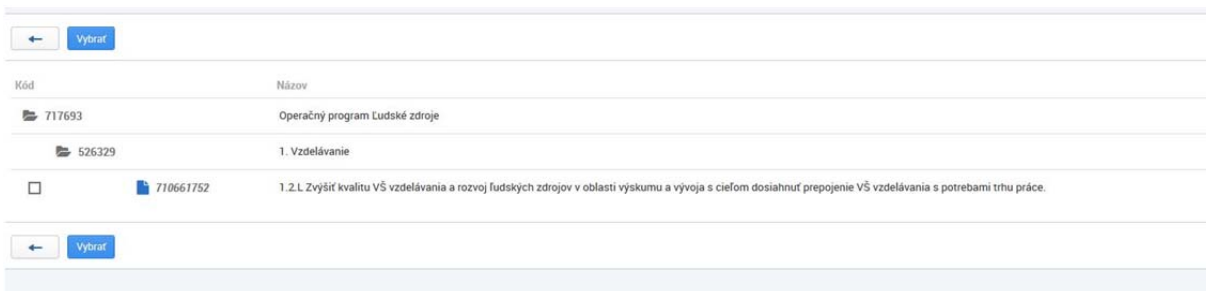 Vybrať
Kód Názov
717693 Operačný program Ľudské zdroje
526329 1. Vzdelávanie
710661752 1.2.L Zvýšiť kvalitu VŠ vzdelávania a rozvoj ľudských zdrojov v oblasti výskumu a vývoja s cieľom dosiahnuť prepojenie VŠ vzdelávania s potrebami trhu práce.
Vybrať